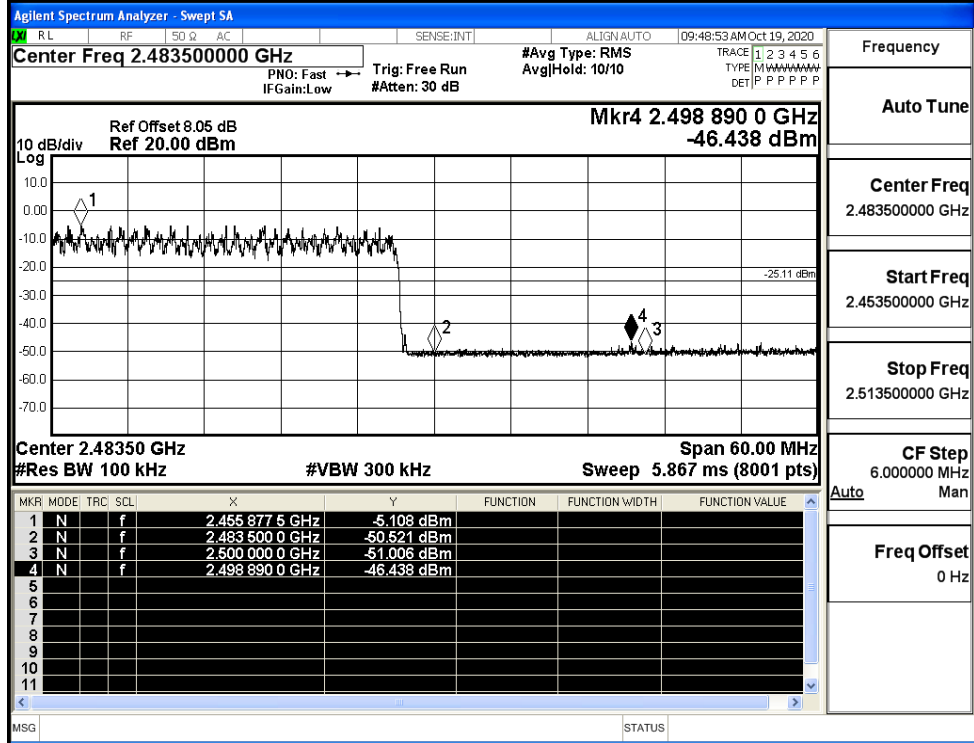 Agilent Spectrum Analyzer - Swept SA
LXI RL RF 50 Ω AC SENSE:INT ALIGN AUTO 09:48:53 AM Oct 19, 2020
Center Freq 2.483500000 GHz
PNO: Fast
IFGain:Low
Trig: Free Run
#Atten: 30 dB
#Avg Type: RMS
Avg|Hold: 10/10
TRACE 1 2 3 4 5 6
TYPE M
DET P P P P P P
Frequency
Auto Tune
Center Freq
2.483500000 GHz
Start Freq
2.453500000 GHz
Stop Freq
2.513500000 GHz
CF Step
6.000000 MHz
Auto Man
Freq Offset
0 Hz
Mkr4 2.498 890 0 GHz
-46.438 dBm
Ref Offset 8.05 dB
10 dB/div Ref 20.00 dBm
Log
10.0
0.00
-10.0
-20.0
-30.0
-40.0
-50.0
-60.0
-70.0
1
2
4
3
-25.11 dBm
Center 2.48350 GHz Span 60.00 MHz
#Res BW 100 kHz #VBW 300 kHz Sweep 5.867 ms (8001 pts)
MKR MODE TRC SCL X Y FUNCTION FUNCTION WIDTH FUNCTION VALUE
1 N f 2.455 877 5 GHz -5.108 dBm
2 N f 2.483 500 0 GHz -50.521 dBm
3 N f 2.500 000 0 GHz -51.006 dBm
4 N f 2.498 890 0 GHz -46.438 dBm
5
6
7
8
9
10
11
MSG STATUS